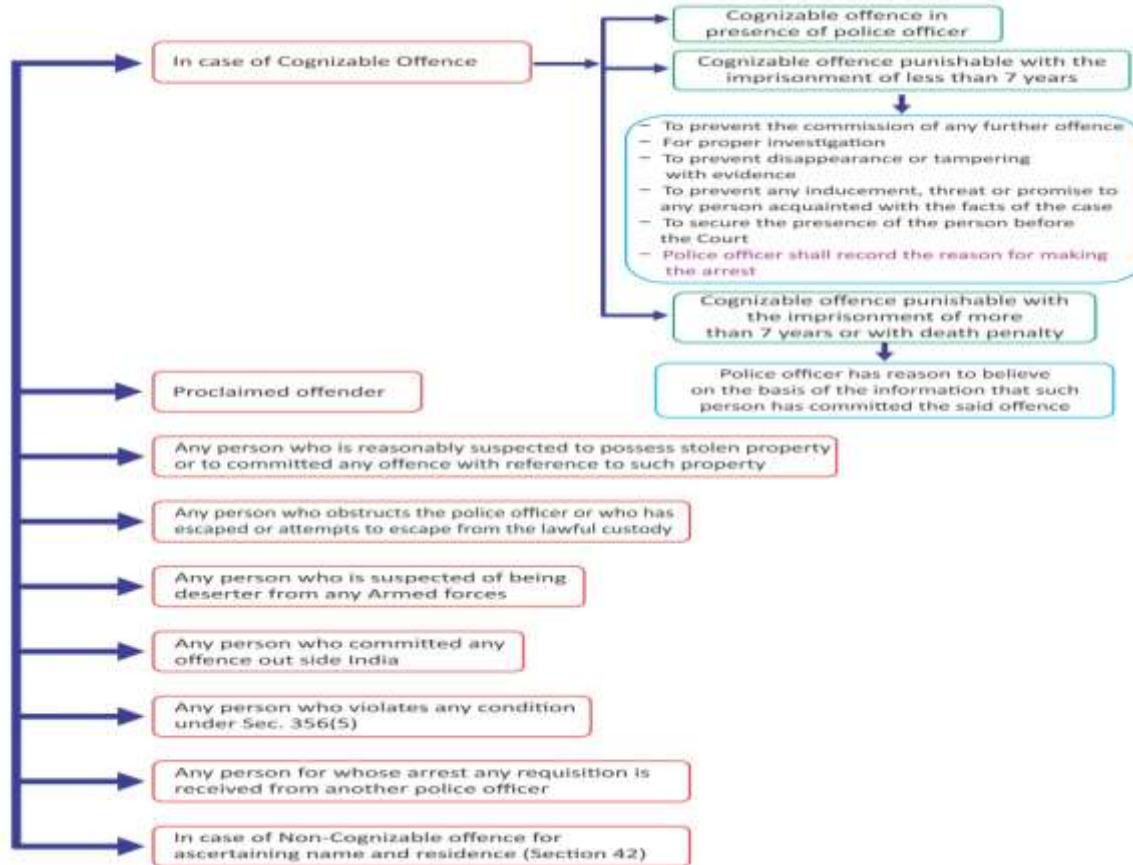 In case of Cognizable Offence
Cognizable offence in
presence of police officer
Cognizable offence punishable with the
imprisonment of less than 7 years
– To prevent the commission of any further offence
– For proper investigation
– To prevent disappearance or tampering
with evidence
– To prevent any inducement, threat or promise to
any person acquainted with the facts of the case
– To secure the presence of the person before
the Court
– Police officer shall record the reason for making
the arrest
Cognizable offence punishable with
the imprisonment of more
than 7 years or with death penalty
Police officer has reason to believe
on the basis of the information that such
person has committed the said offence
Proclaimed offender
Any person who is reasonably suspected to possess stolen property
or to committed any offence with reference to such property
Any person who obstructs the police officer or who has
escaped or attempts to escape from the lawful custody
Any person who is suspected of being
deserter from any Armed forces
Any person who committed any
offence out side India
Any person who violates any condition
under Sec. 356(5)
Any person for whose arrest any requisition is
received from another police officer
In case of Non-Cognizable offence for
ascertaining name and residence (Section 42)